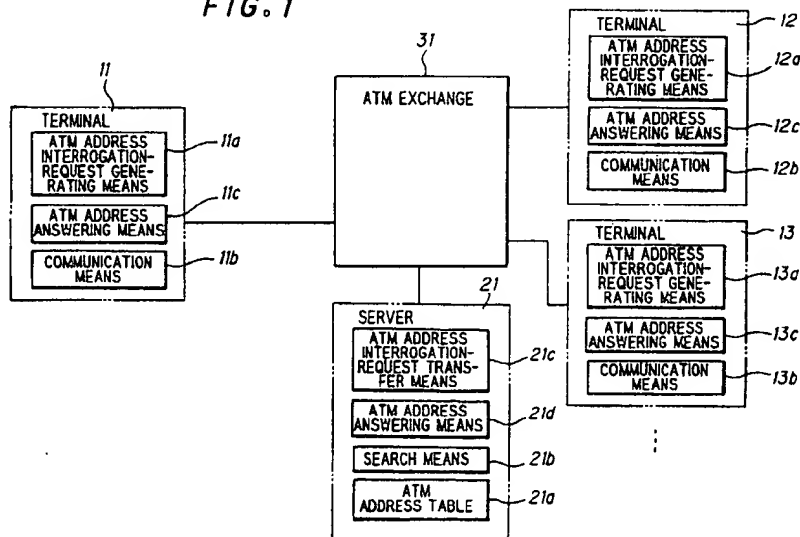 FIG. 1
31
ATM EXCHANGE
11
TERMINAL
ATM ADDRESS
INTERROGATION-
REQUEST GENE-
RATING MEANS
11a
ATM ADDRESS
ANSWERING MEANS
11c
COMMUNICATION
MEANS
11b
TERMINAL
12
ATM ADDRESS
INTERROGATION-
REQUEST GENE-
RATING MEANS
12a
ATM ADDRESS
ANSWERING MEANS
12c
COMMUNICATION
MEANS
12b
TERMINAL
13
ATM ADDRESS
INTERROGATION-
REQUEST GENE-
RATING MEANS
13a
ATM ADDRESS
ANSWERING MEANS
13c
COMMUNICATION
MEANS
13b
21
SERVER
ATM ADDRESS
INTERROGATION-
REQUEST TRANS-
FER MEANS
21c
ATM ADDRESS
ANSWERING MEANS
21d
SEARCH MEANS
21b
ATM
ADDRESS TABLE
21a